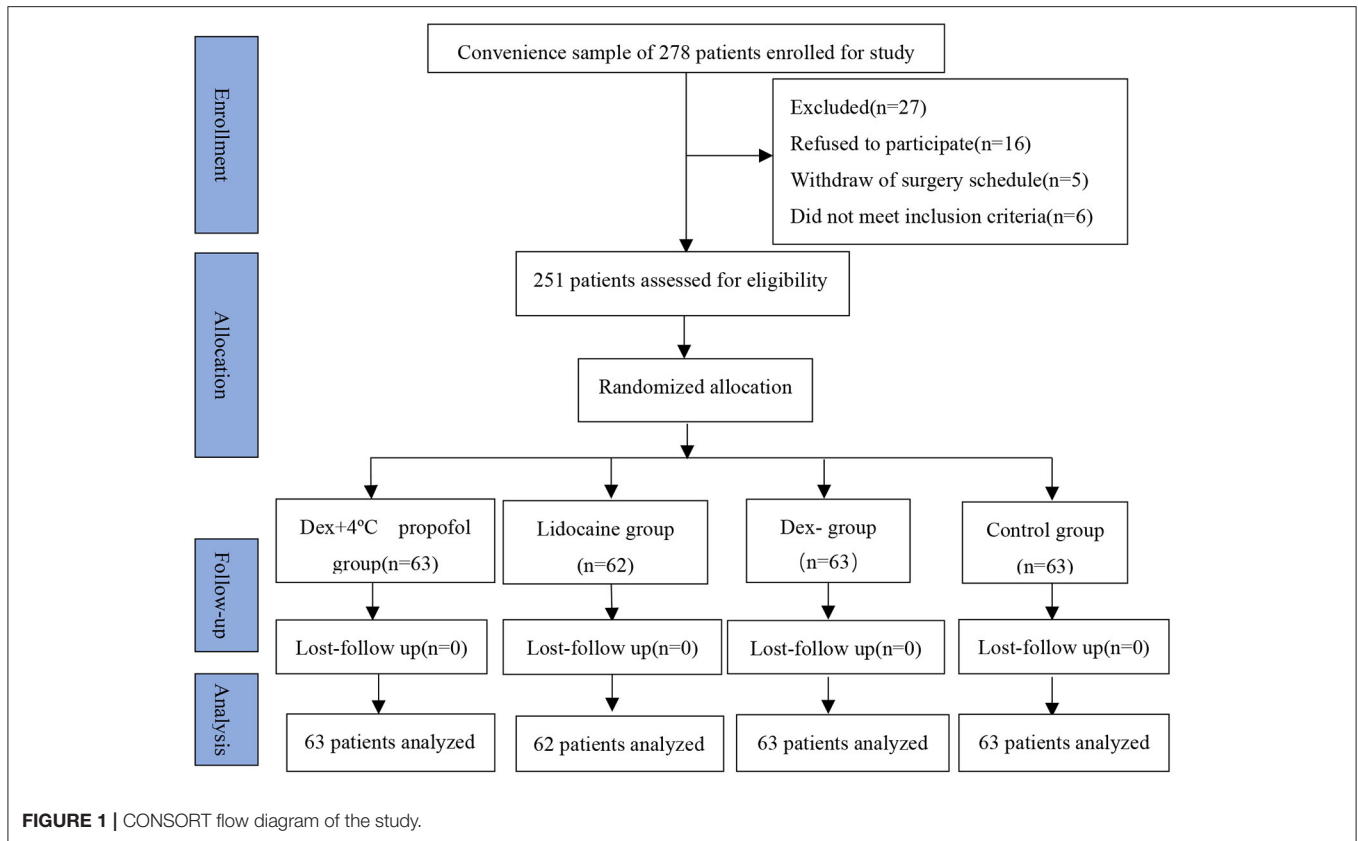 Enrollment
Convenience sample of 278 patients enrolled for study
Excluded(n=27)
Refused to participate(n=16)
Withdraw of surgery schedule(n=5)
Did not meet inclusion criteria(n=6)
Allocation
251 patients assessed for eligibility
Randomized allocation
Dex+4ºC propofol
group(n=63)
Lidocaine group
(n=62)
Dex- group
(n=63)
Control group
(n=63)
Follow-up
Lost-follow up(n=0)
Lost-follow up(n=0)
Lost-follow up(n=0)
Lost-follow up(n=0)
Analysis
63 patients analyzed
62 patients analyzed
63 patients analyzed
63 patients analyzed
FIGURE 1 | CONSORT flow diagram of the study.